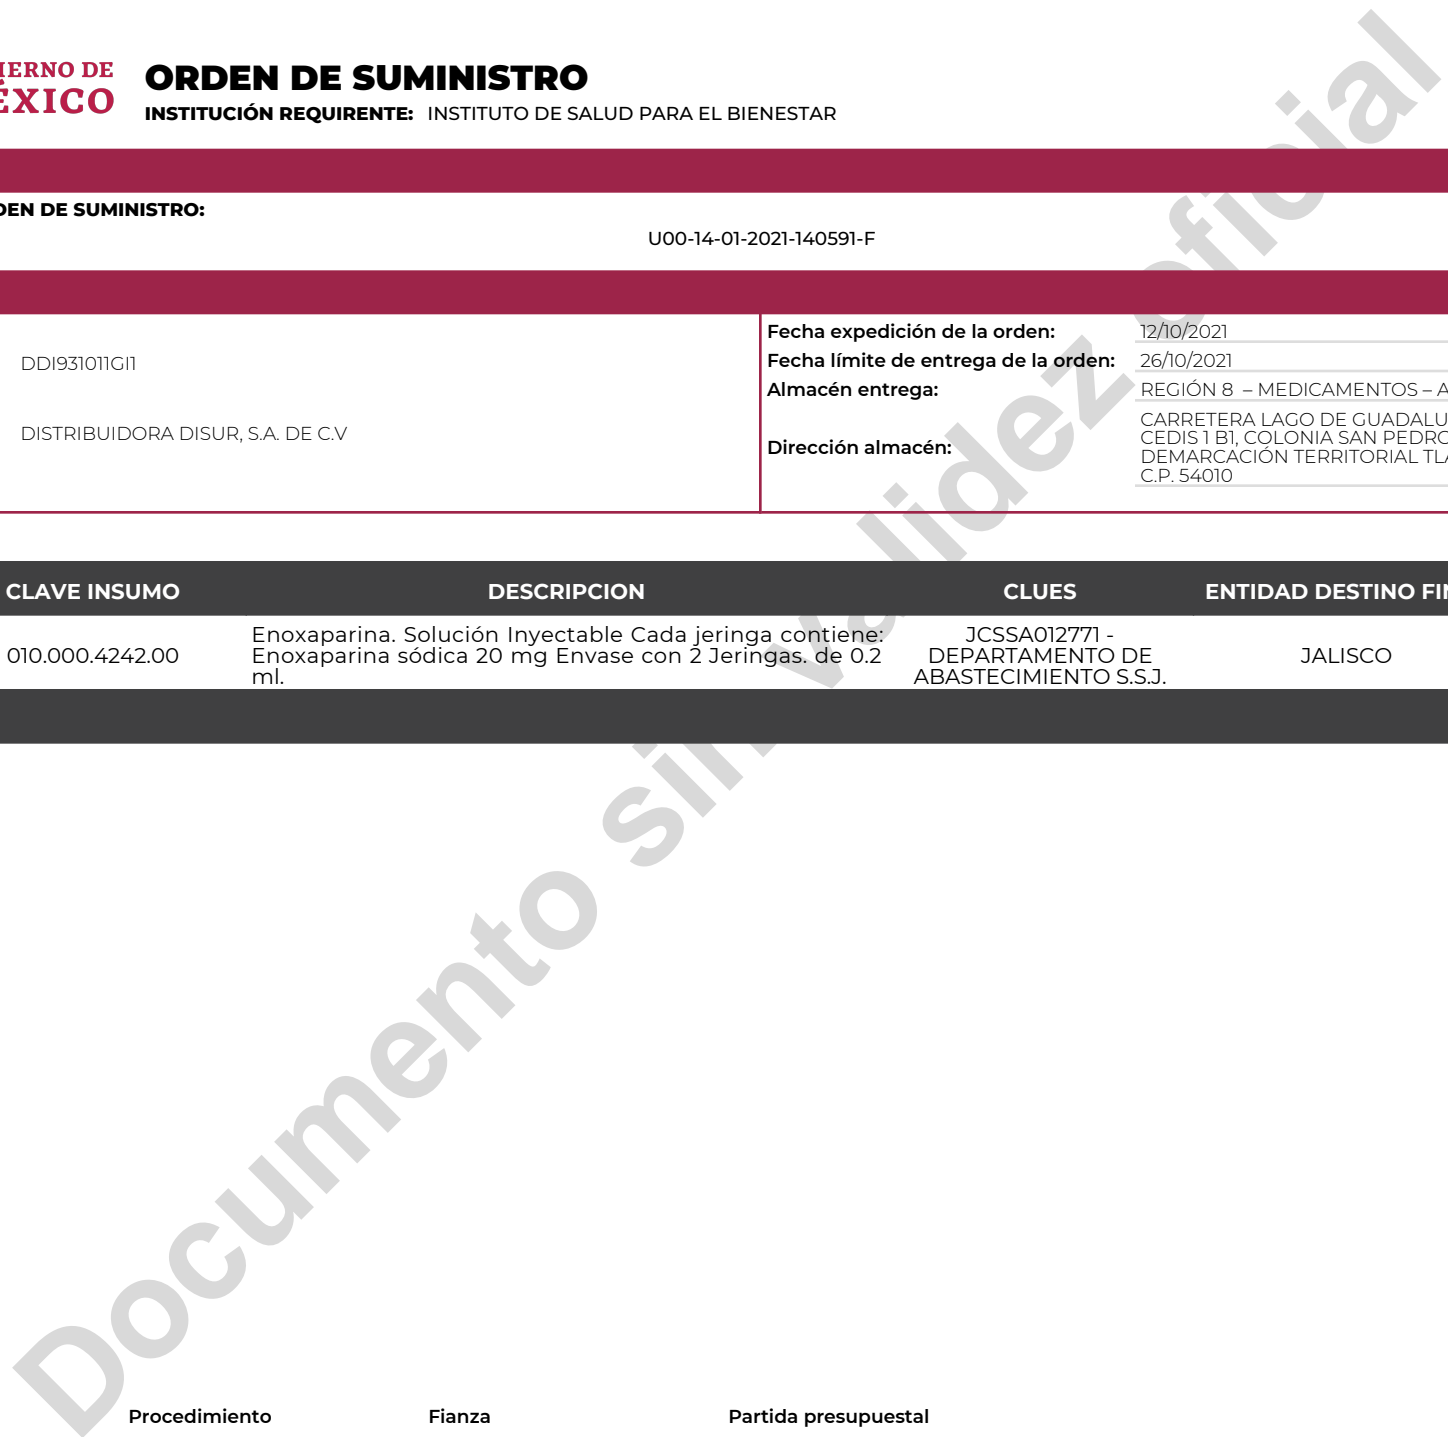 IERNO DE
ÉXICO
ORDEN DE SUMINISTRO
INSTITUCIÓN REQUIRENTE: INSTITUTO DE SALUD PARA EL BIENESTAR
DEN DE SUMINISTRO:
U00-14-01-2021-140591-F
DDI931011GI1
DISTRIBUIDORA DISUR, S.A. DE C.V
Fecha expedición de la orden: 12/10/2021
Fecha límite de entrega de la orden: 26/10/2021
Almacén entrega: REGIÓN 8 – MEDICAMENTOS – A
Dirección almacén:
CARRETERA LAGO DE GUADALU
CEDIS 1 B1, COLONIA SAN PEDRO
DEMARCACIÓN TERRITORIAL TLA
C.P. 54010
CLAVE INSUMO DESCRIPCION CLUES ENTIDAD DESTINO FIN
010.000.4242.00
Enoxaparina. Solución Inyectable Cada jeringa contiene:
Enoxaparina sódica 20 mg Envase con 2 Jeringas. de 0.2
ml.
JCSSA012771 -
DEPARTAMENTO DE
ABASTECIMIENTO S.S.J.
JALISCO
Documento sin validez oficial
Procedimiento Fianza Partida presupuestal